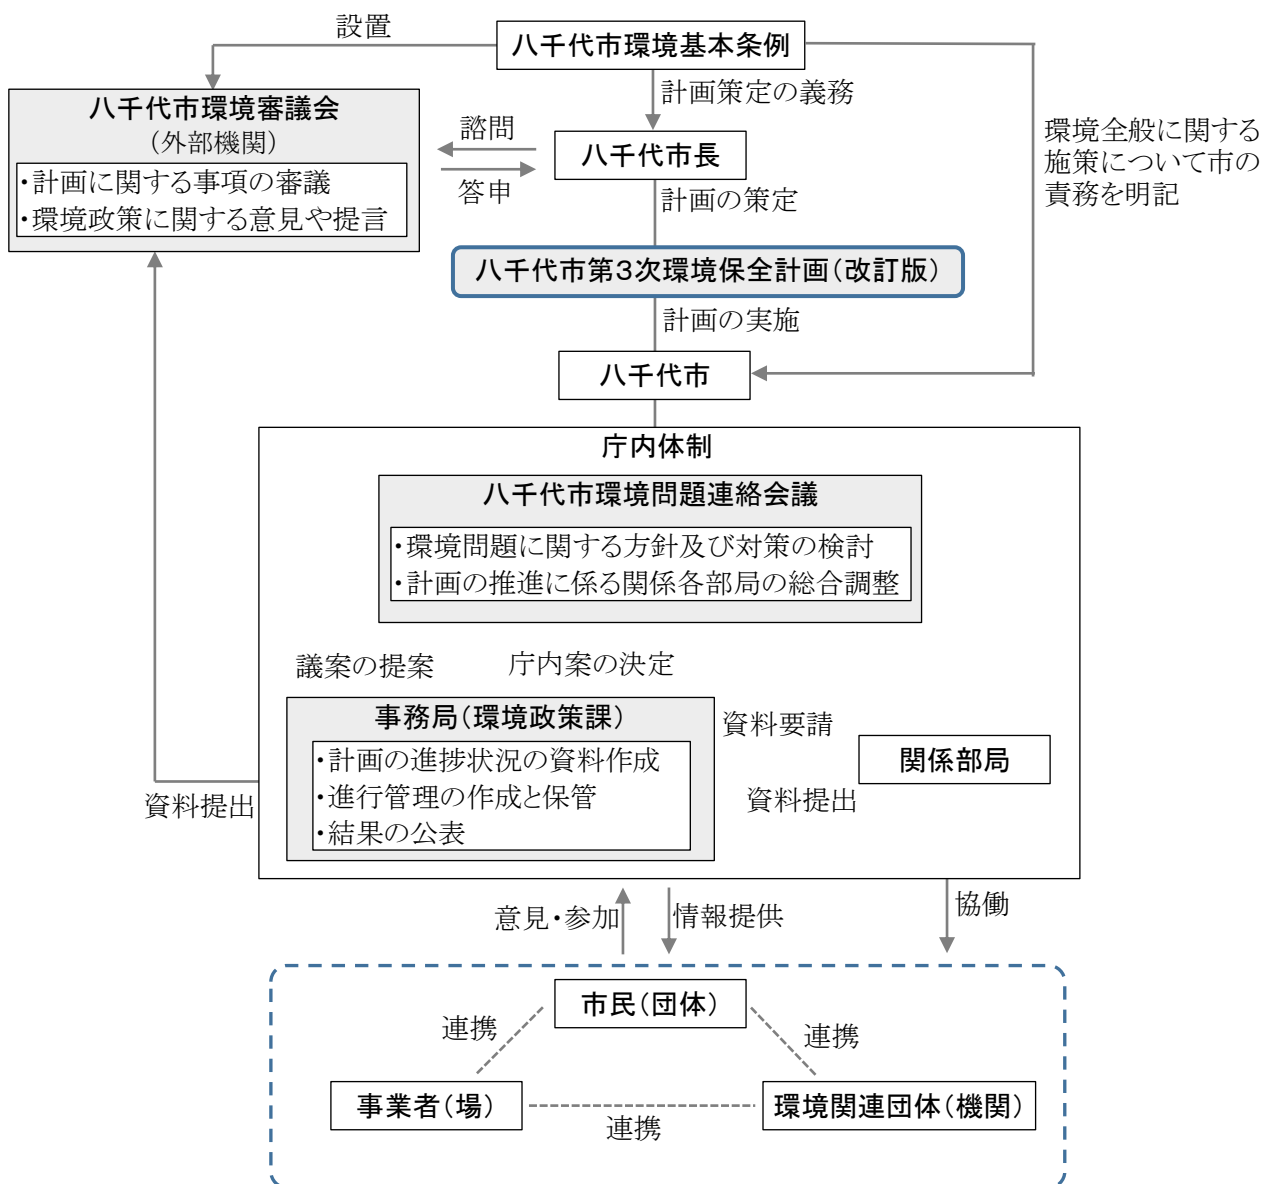 設置
八千代市環境基本条例
計画策定の義務
八千代市環境審議会
(外部機関)
・計画に関する事項の審議
・環境政策に関する意見や提言
諮問
答申
八千代市長
計画の策定
環境全般に関する
施策について市の
責務を明記
八千代市第3次環境保全計画(改訂版)
計画の実施
八千代市
庁内体制
八千代市環境問題連絡会議
・環境問題に関する方針及び対策の検討
・計画の推進に係る関係各部局の総合調整
議案の提案
庁内案の決定
事務局(環境政策課)
・計画の進捗状況の資料作成
・進行管理の作成と保管
・結果の公表
資料要請
関係部局
資料提出
資料提出
意見・参加
情報提供
協働
市民(団体)
連携
連携
事業者(場)
連携
環境関連団体(機関)